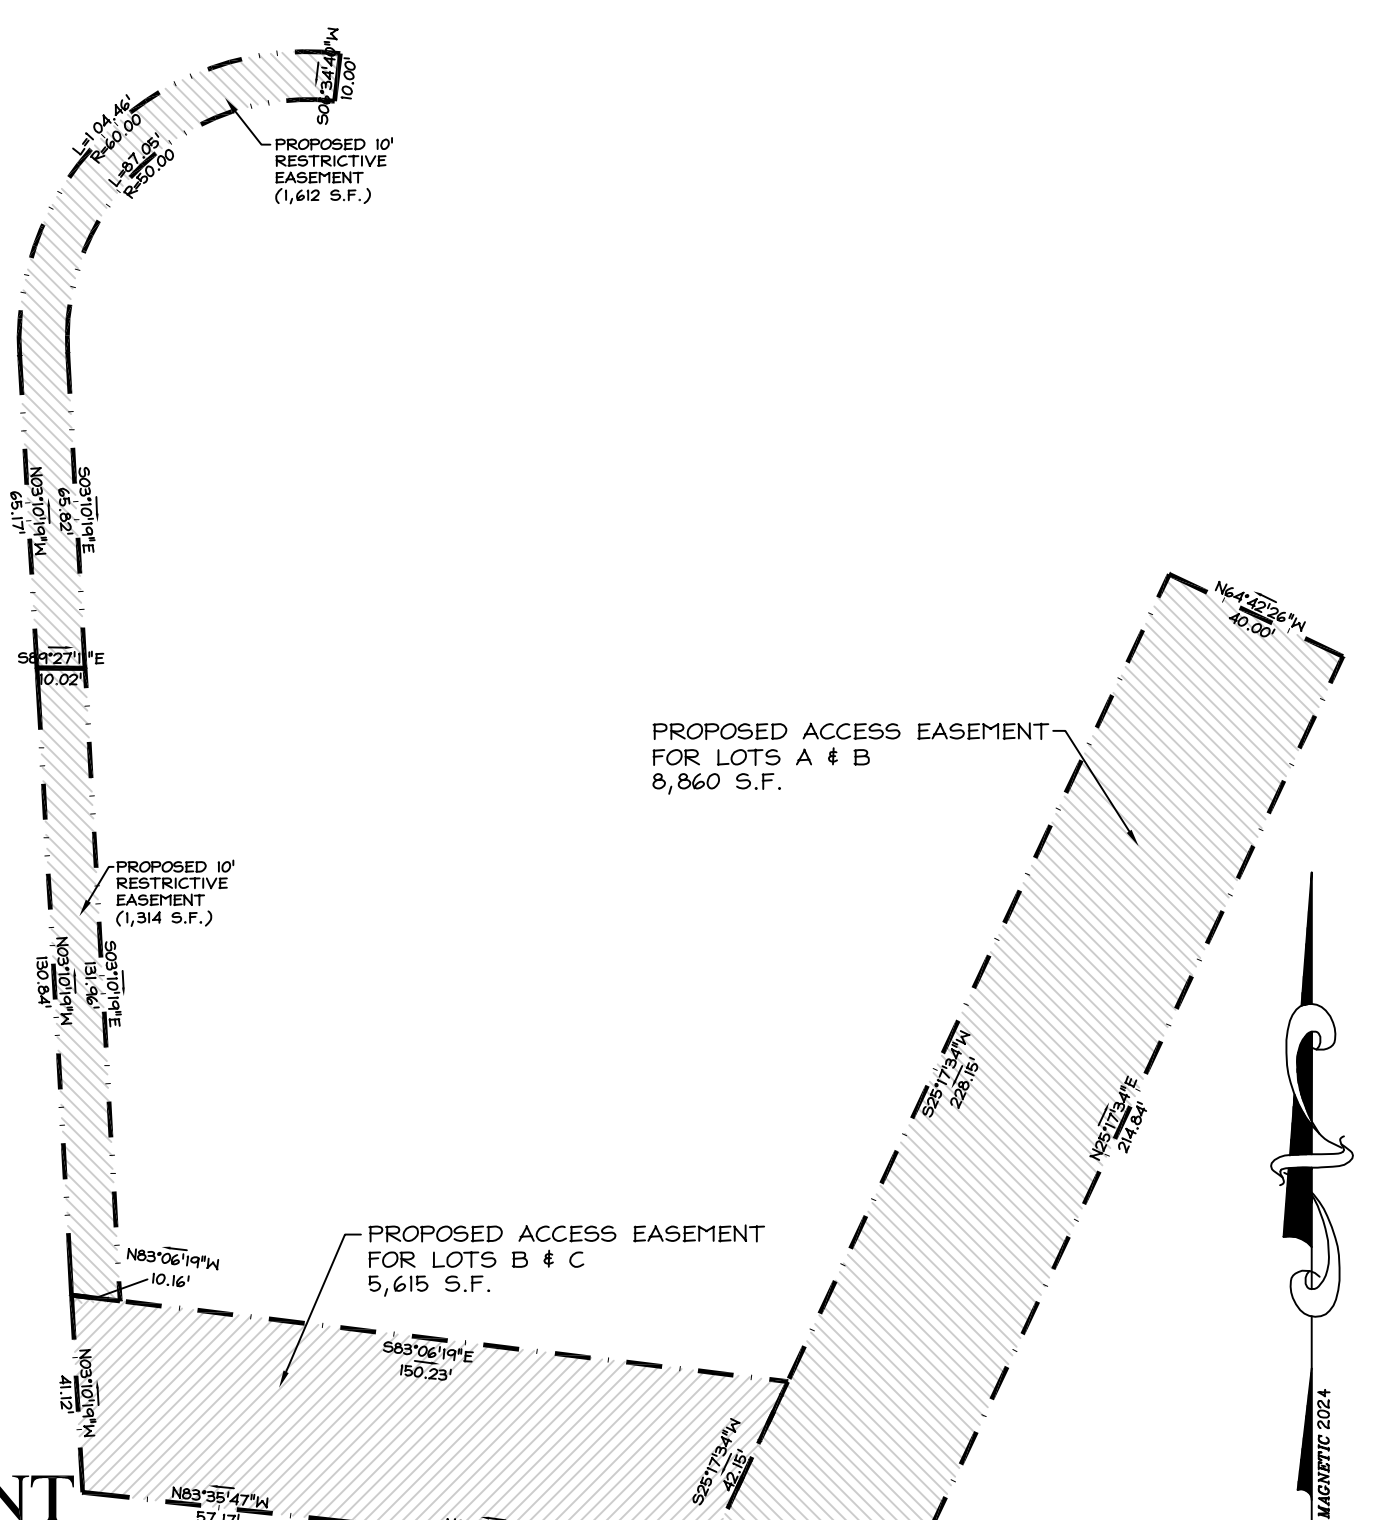 S06°34'40"W
10.00'
L=104.46'
R=60.00
L=87.05'
R=50.00
PROPOSED 10'
RESTRICTIVE
EASEMENT
(1,612 S.F.)
N03°10'19"W
65.17'
S03°10'19"E
65.82'
N64°42'26"W
40.00'
S89°27'11"E
10.02'
PROPOSED ACCESS EASEMENT
FOR LOTS A & B
8,860 S.F.
PROPOSED 10'
RESTRICTIVE
EASEMENT
(1,314 S.F.)
N03°10'19"W
130.84'
S03°10'19"E
131.96'
S25°17'34"W
228.15'
N25°17'34"E
214.84'
N83°06'19"W
10.16'
PROPOSED ACCESS EASEMENT
FOR LOTS B & C
5,615 S.F.
S83°06'19"E
150.23'
N03°10'19"W
41.12'
S25°17'34"W
42.15'
MAGNETIC 2024
NT
N83°35'47"W
57.17'